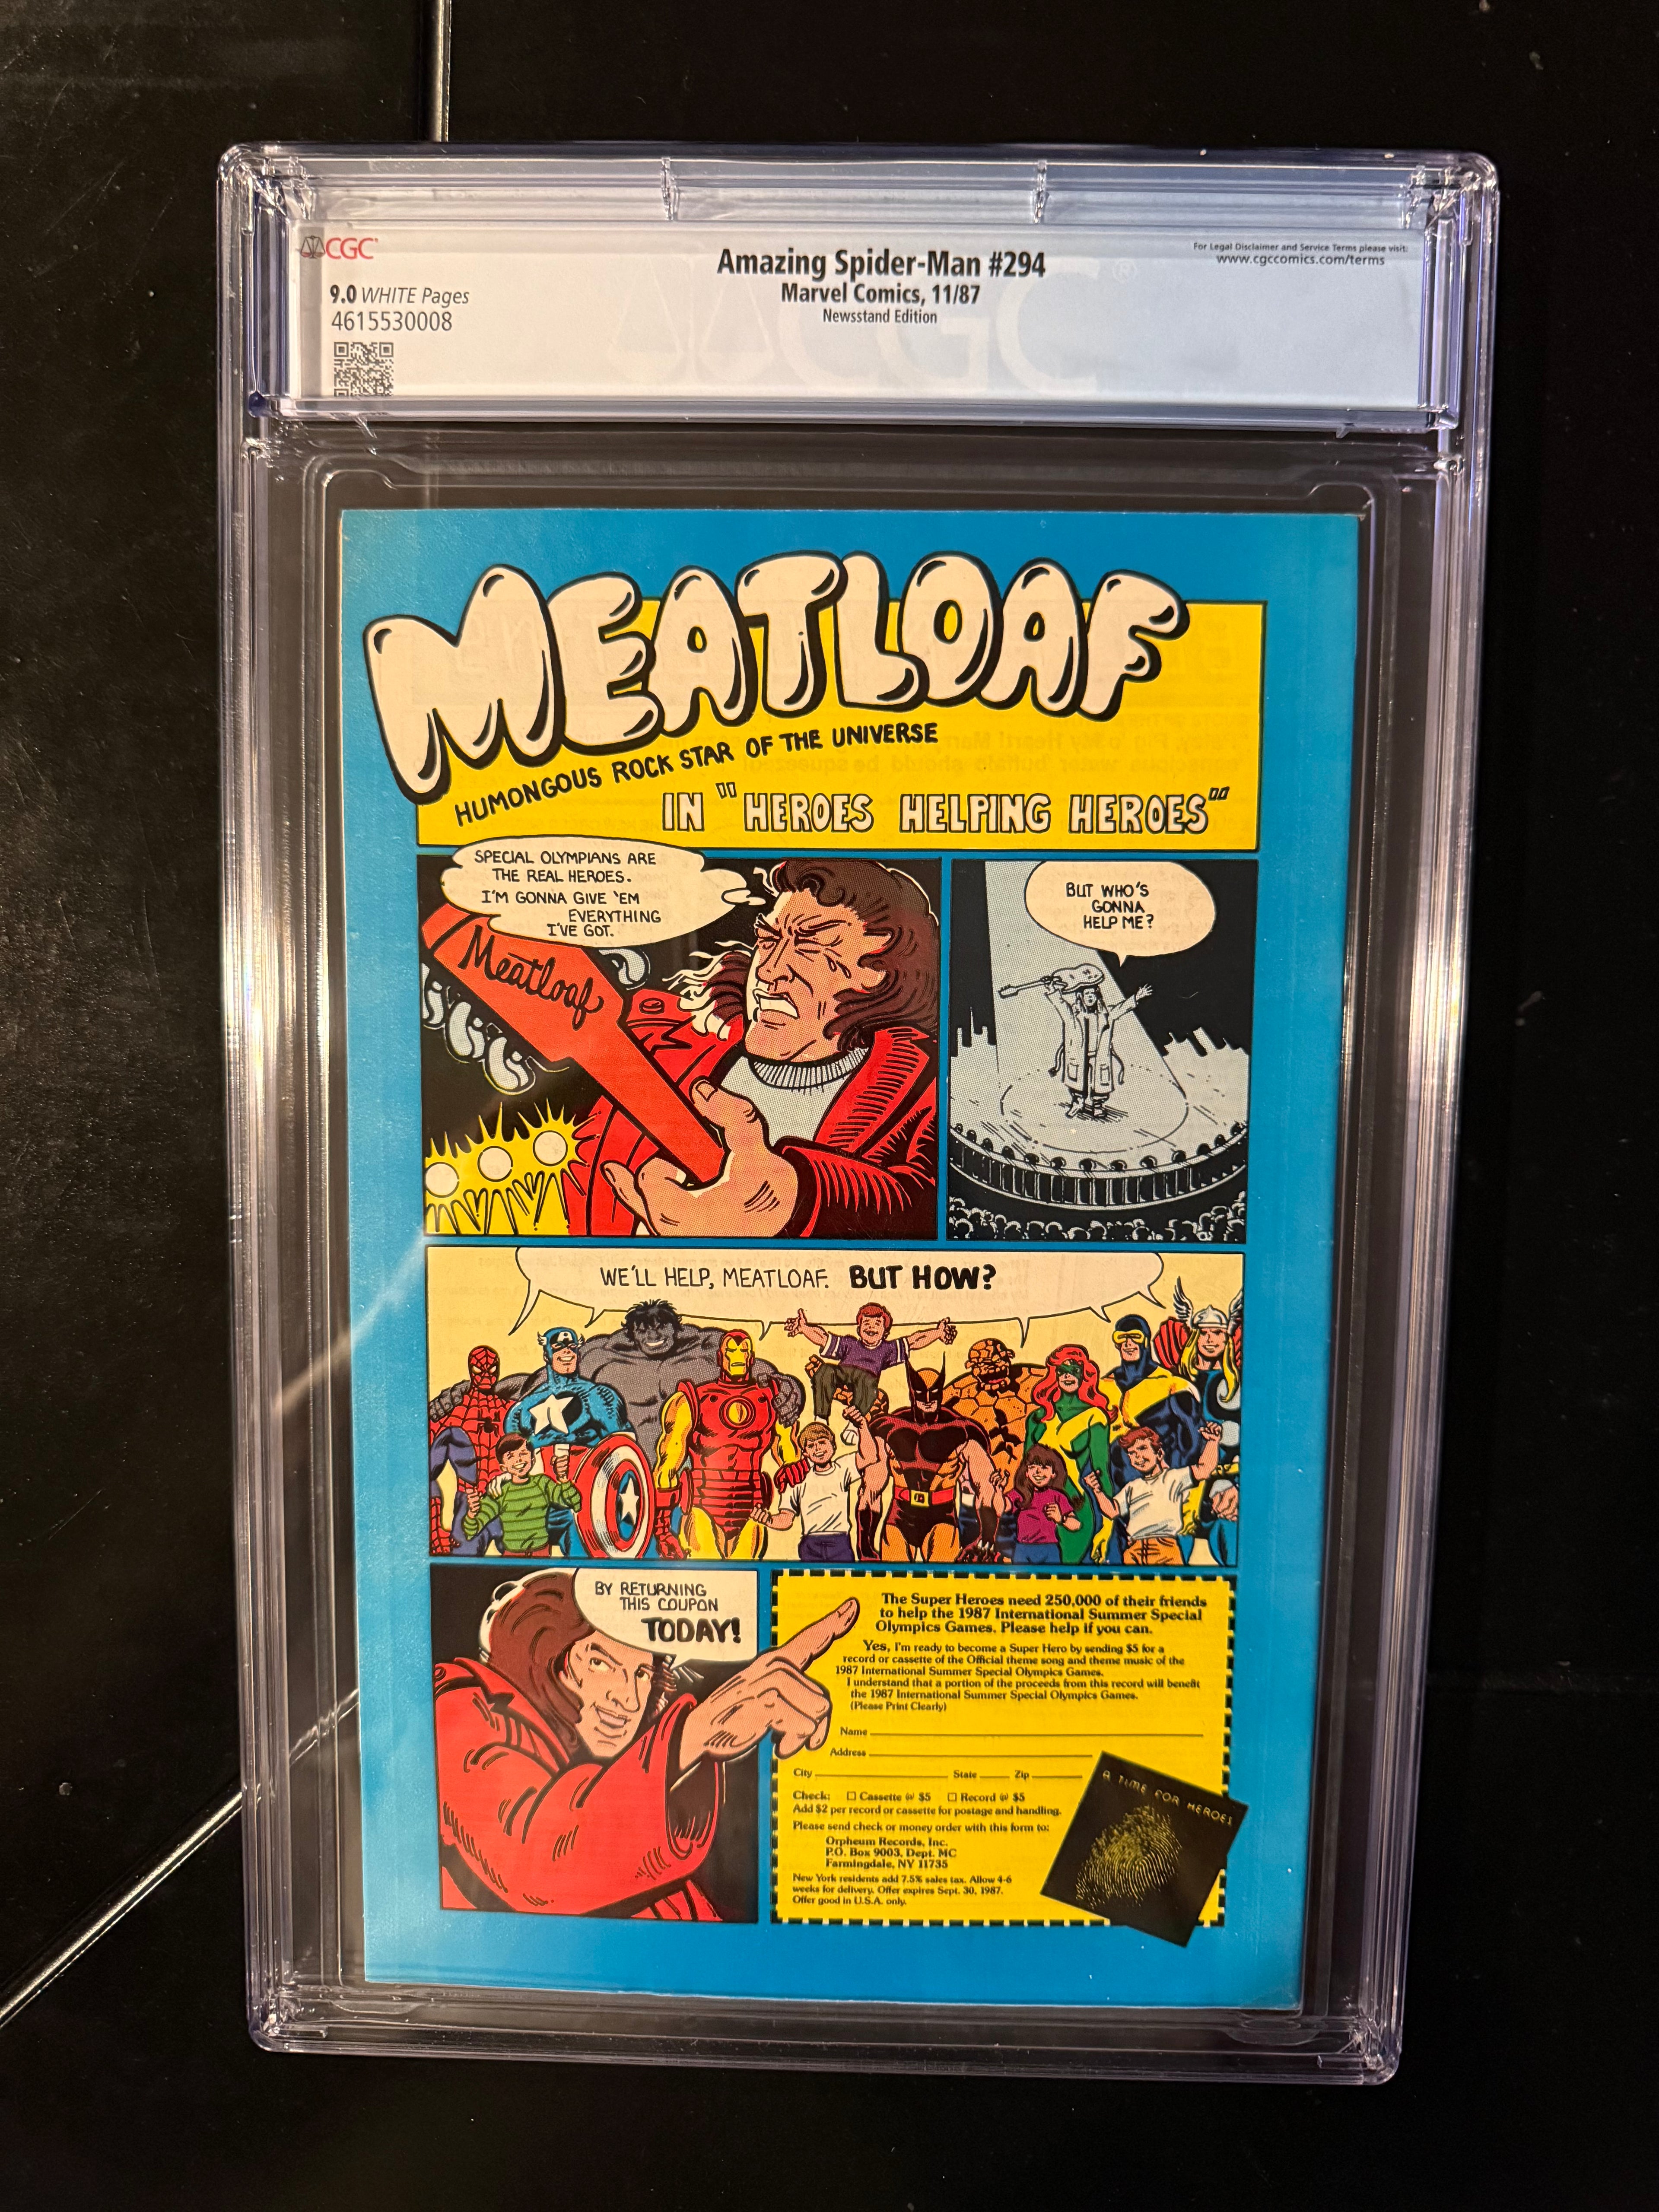 CGC
Amazing Spider-Man #294
For Legal Disclaimer and Service Terms please visit:
www.cgccomics.com/terms
9.0 WHITE Pages
Marvel Comics, 11/87
4615530008
Newsstand Edition
MEATLOAF
HUMONGOUS ROCK STAR OF THE UNIVERSE
IN "HEROES HELPING HEROES"
SPECIAL OLYMPIANS ARE
THE REAL HEROES.
I'M GONNA GIVE 'EM
EVERYTHING
I'VE GOT.
Meatloaf
BUT WHO'S
GONNA
HELP ME?
WE'LL HELP, MEATLOAF. BUT HOW?
BY RETURNING
THIS COUPON
TODAY!
The Super Heroes need 250,000 of their friends
to help the 1987 International Summer Special
Olympics Games. Please help if you can.
Yes, I'm ready to become a Super Hero by sending $5 for a
record or cassette of the Official theme song and theme music of the
1987 International Summer Special Olympics Games.
I understand that a portion of the proceeds from this record will benefit
the 1987 International Summer Special Olympics Games.
(Please Print Clearly)
Name
Address
City State Zip
Check: □ Cassette @ $5 □ Record @ $5
Add $2 per record or cassette for postage and handling.
Please send check or money order with this form to:
Orpheum Records, Inc.
P.O. Box 9003, Dept. MC
Farmingdale, NY 11735
New York residents add 7.5% sales tax. Allow 4-6
weeks for delivery. Offer expires Sept. 30, 1987.
Offer good in U.S.A. only.
A TIME FOR HEROES